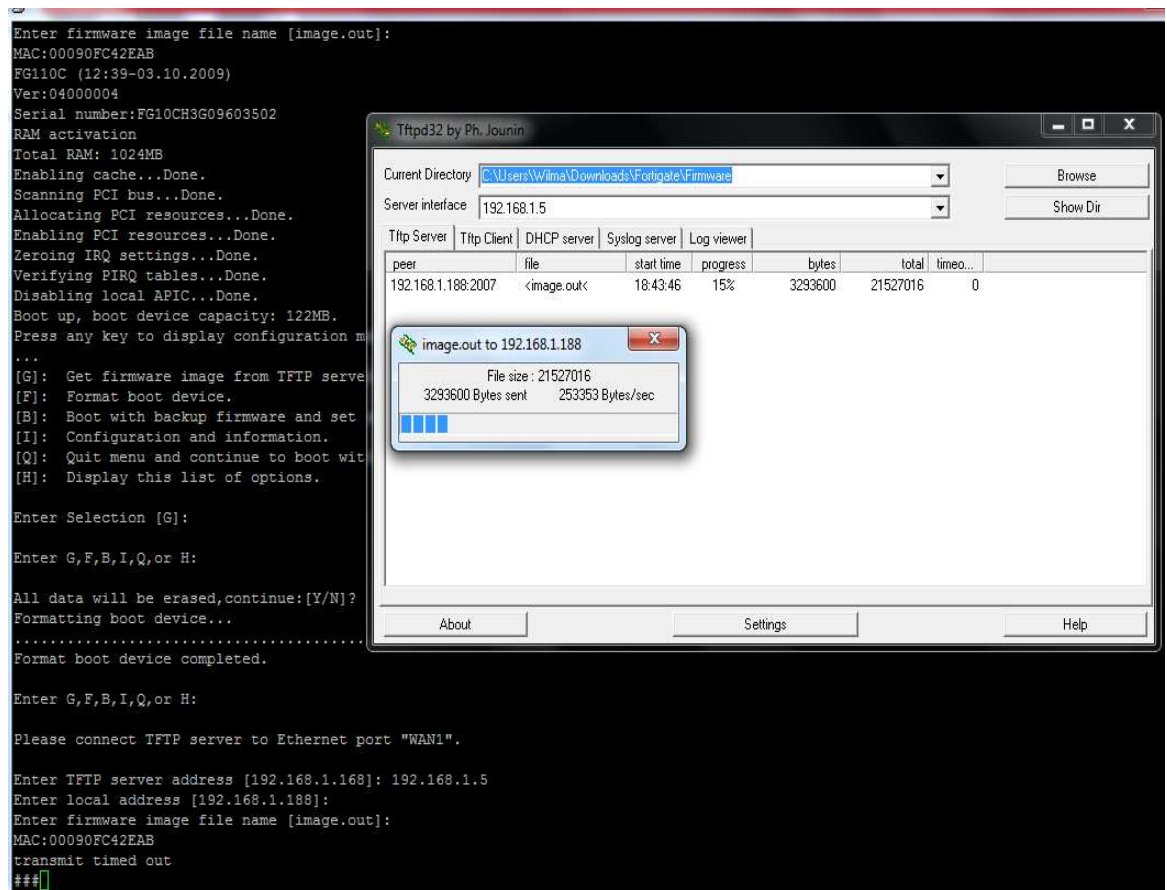 Enter firmware image file name [image.out]:
MAC:00090FC42EAB
FG110C (12:39-03.10.2009)
Ver:04000004
Serial number:FG10CH3G09603502
RAM activation
Total RAM: 1024MB
Enabling cache...Done.
Scanning PCI bus...Done.
Allocating PCI resources...Done.
Enabling PCI resources...Done.
Zeroing IRQ settings...Done.
Verifying PIRQ tables...Done.
Disabling local APIC...Done.
Boot up, boot device capacity: 122MB.
Press any key to display configuration m
...
[G]: Get firmware image from TFTP serve
[F]: Format boot device.
[B]: Boot with backup firmware and set
[I]: Configuration and information.
[Q]: Quit menu and continue to boot wit
[H]: Display this list of options.
Enter Selection [G]:
Enter G,F,B,I,Q,or H:
All data will be erased,continue:[Y/N]?
Formatting boot device...
........................................
Format boot device completed.
Enter G,F,B,I,Q,or H:
Please connect TFTP server to Ethernet port "WAN1".
Enter TFTP server address [192.168.1.168]: 192.168.1.5
Enter local address [192.168.1.188]:
Enter firmware image file name [image.out]:
MAC:00090FC42EAB
transmit timed out
###
Tftpd32 by Ph. Jounin
Current Directory C:\Users\Wilma\Downloads\Fortigate\Firmware Browse
Server interface 192.168.1.5 Show Dir
Tftp Server Tftp Client DHCP server Syslog server Log viewer
peer file start time progress bytes total timeo...
192.168.1.188:2007 <image.out< 18:43:46 15% 3293600 21527016 0
image.out to 192.168.1.188
File size : 21527016
3293600 Bytes sent 253353 Bytes/sec
About Settings Help